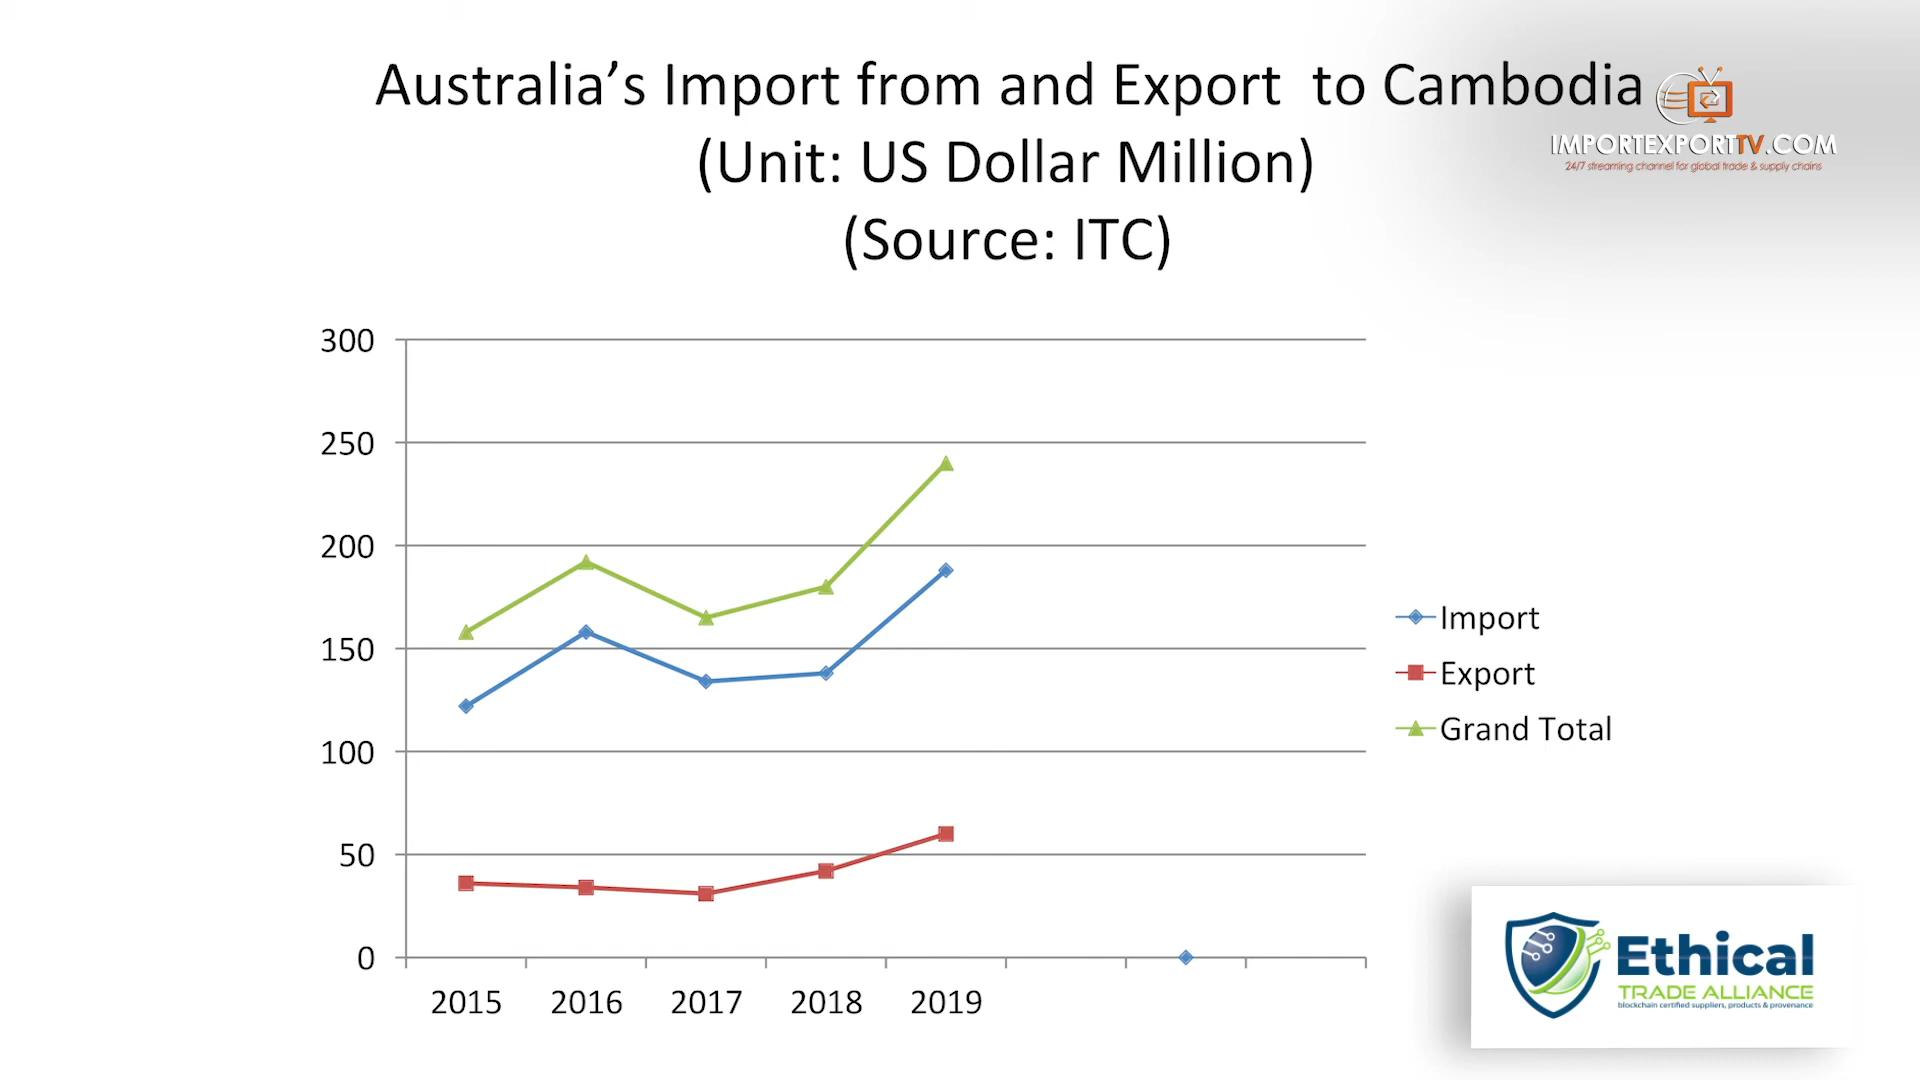 Australia’s Import from and Export to Cambodia
(Unit: US Dollar Million)
(Source: ITC)
IMPORTEXPORTTV.COM
24/7 streaming channel for global trade & supply chains
300
250
200
150
100
50
0
2015 2016 2017 2018 2019
Import
Export
Grand Total
Ethical
TRADE ALLIANCE
blockchain certified suppliers, products & provenance